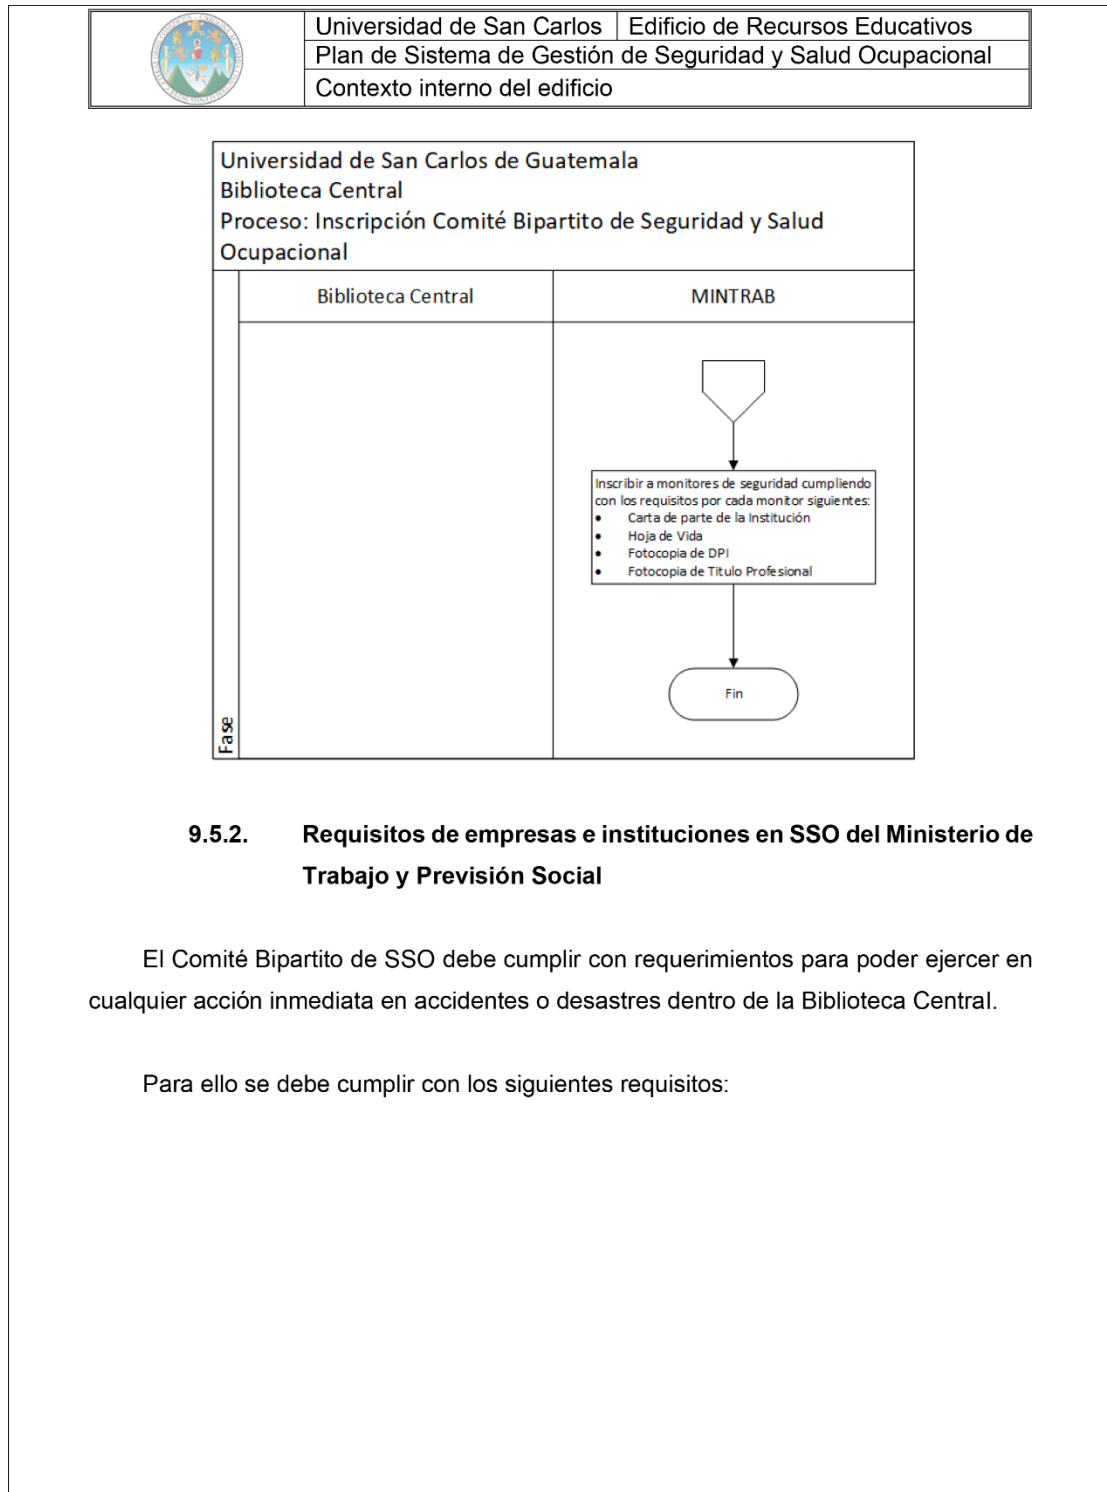 Universidad de San Carlos Edificio de Recursos Educativos
Plan de Sistema de Gestión de Seguridad y Salud Ocupacional
Contexto interno del edificio
Universidad de San Carlos de Guatemala
Biblioteca Central
Proceso: Inscripción Comité Bipartito de Seguridad y Salud
Ocupacional
Biblioteca Central
MINTRAB
Inscribir a monitores de seguridad cumpliendo
con los requisitos por cada monitor siguientes:
• Carta de parte de la Institución
• Hoja de Vida
• Fotocopia de DPI
• Fotocopia de Titulo Profesional
Fin
Fase
9.5.2. Requisitos de empresas e instituciones en SSO del Ministerio de
Trabajo y Previsión Social
El Comité Bipartito de SSO debe cumplir con requerimientos para poder ejercer en
cualquier acción inmediata en accidentes o desastres dentro de la Biblioteca Central.
Para ello se debe cumplir con los siguientes requisitos: